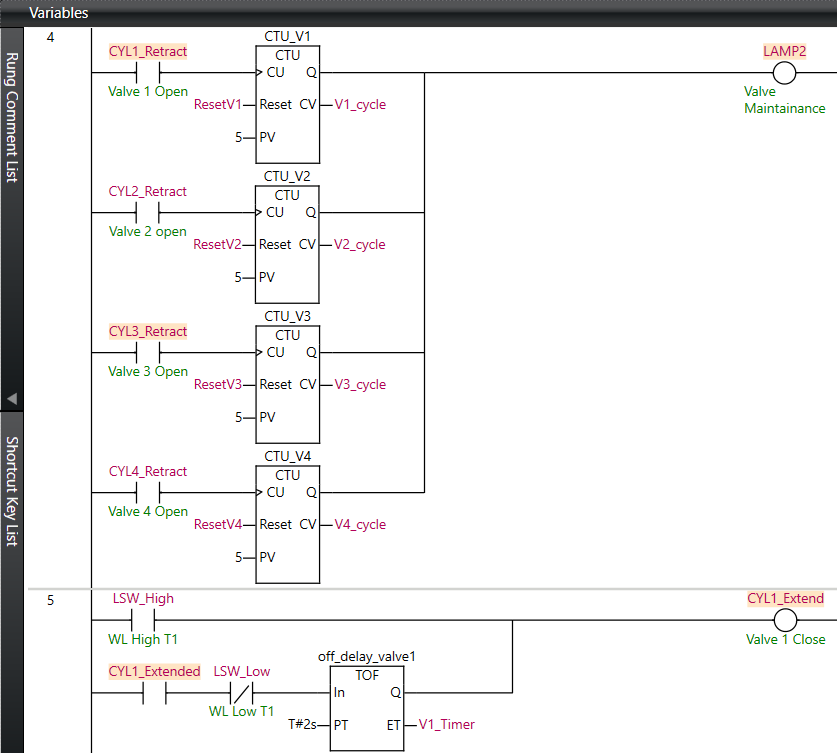 Variables
Rung Comment List
Shortcut Key List
4
CTU_V1
CYL1_Retract
CTU
LAMP2
CU Q
Valve 1 Open
Valve
Maintainance
ResetV1 Reset CV V1_cycle
5 PV
CTU_V2
CYL2_Retract
CTU
CU Q
Valve 2 open
ResetV2 Reset CV V2_cycle
5 PV
CTU_V3
CYL3_Retract
CTU
CU Q
Valve 3 Open
ResetV3 Reset CV V3_cycle
5 PV
CTU_V4
CYL4_Retract
CTU
CU Q
Valve 4 Open
ResetV4 Reset CV V4_cycle
5 PV
5
LSW_High
CYL1_Extend
WL High T1
Valve 1 Close
off_delay_valve1
CYL1_Extended LSW_Low
TOF
In Q
WL Low T1
T#2s PT ET V1_Timer